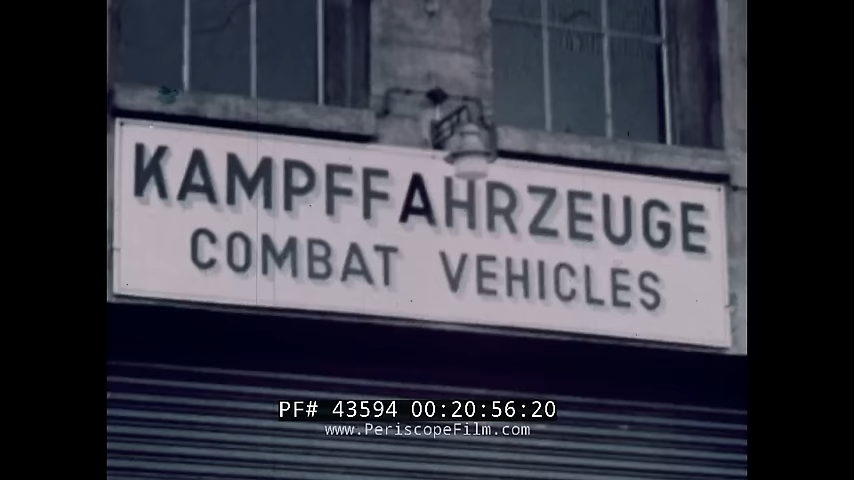 KAMPFFAHRZEUGE
COMBAT VEHICLES
PF# 43594 00:20:56:20
www.PeriscopeFilm.com